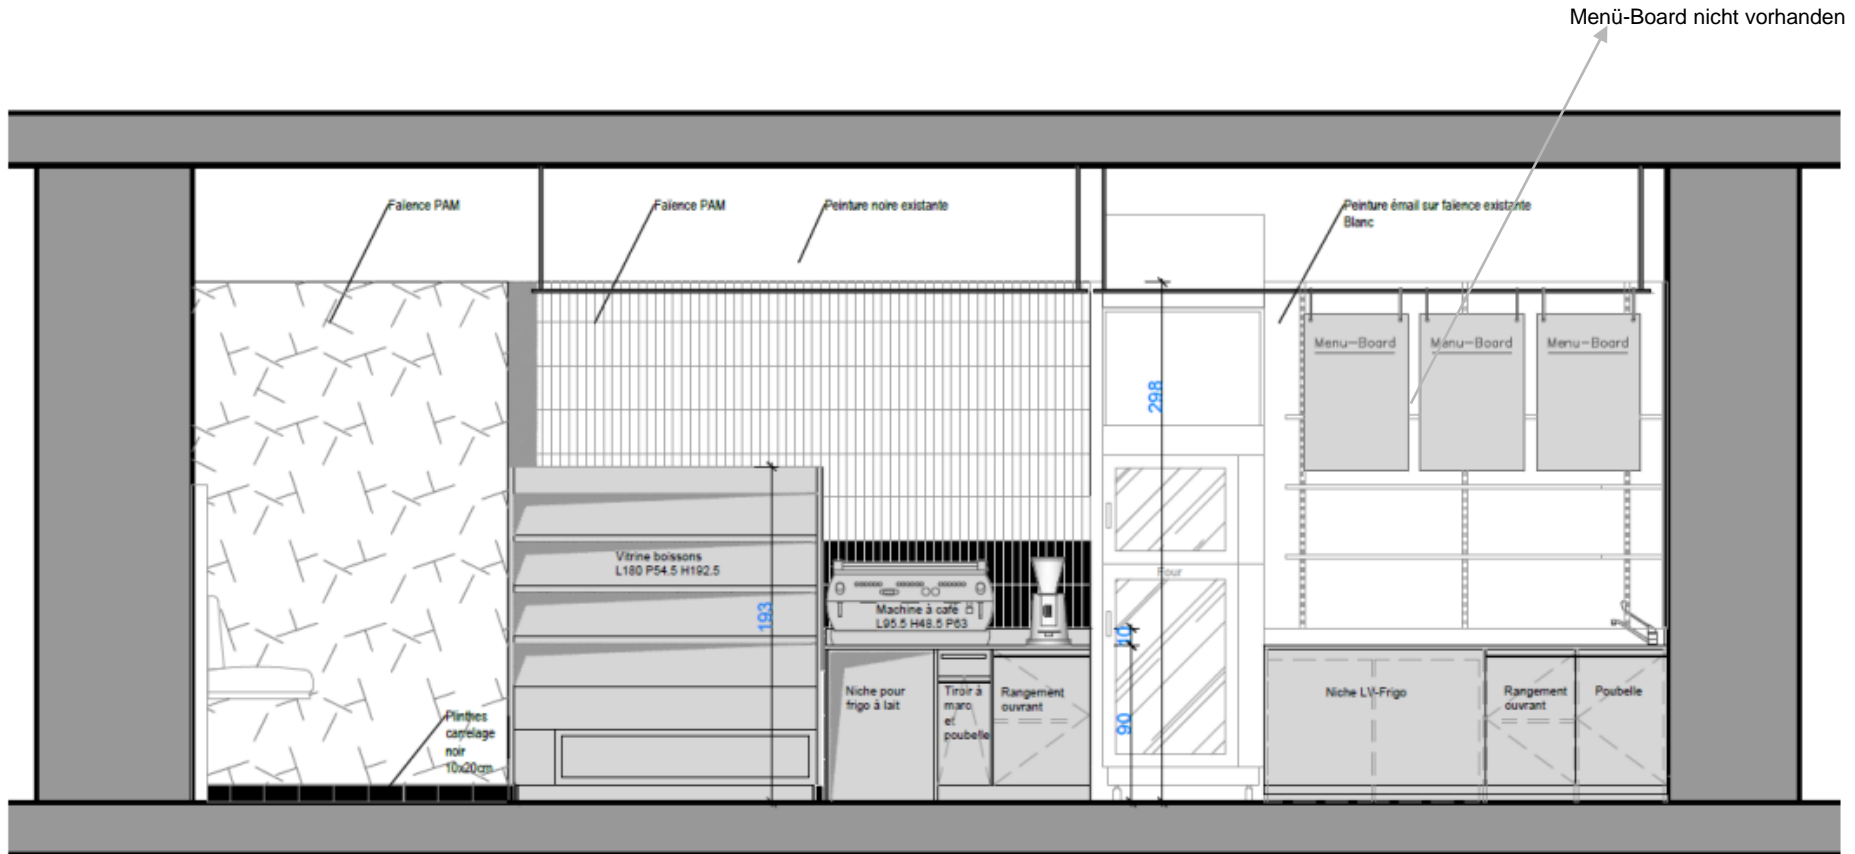 Menü-Board nicht vorhanden
Faïence PAM
Faïence PAM
Peinture noire existante
Peinture émail sur faïence existante
Blanc
Menu-Board
Menu-Board
Menu-Board
298
Vitrine boissons
L180 P54.5 H192.5
193
Machine à café
L95.5 H48.5 P63
Four
10
90
Niche pour
frigo à lait
Tiroir à
marc
et
poubelle
Rangement
ouvrant
Niche LV-Frigo
Rangement
ouvrant
Poubelle
Plinthes
carrelage
noir
10x20cm